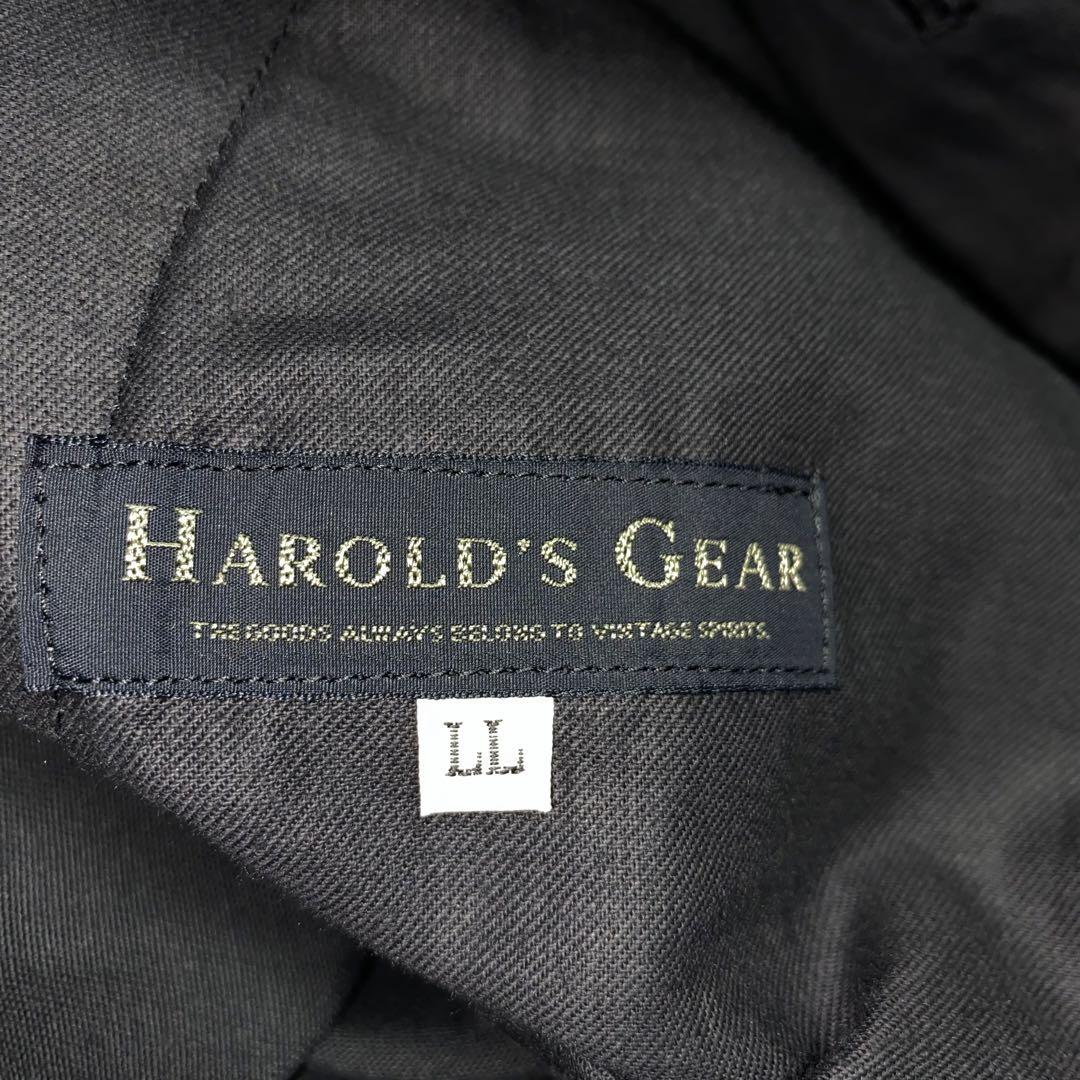 HAROLD'S GEAR
THE GOODS ALWAYS BELONG TO VINTAGE SPIRITS.
LL